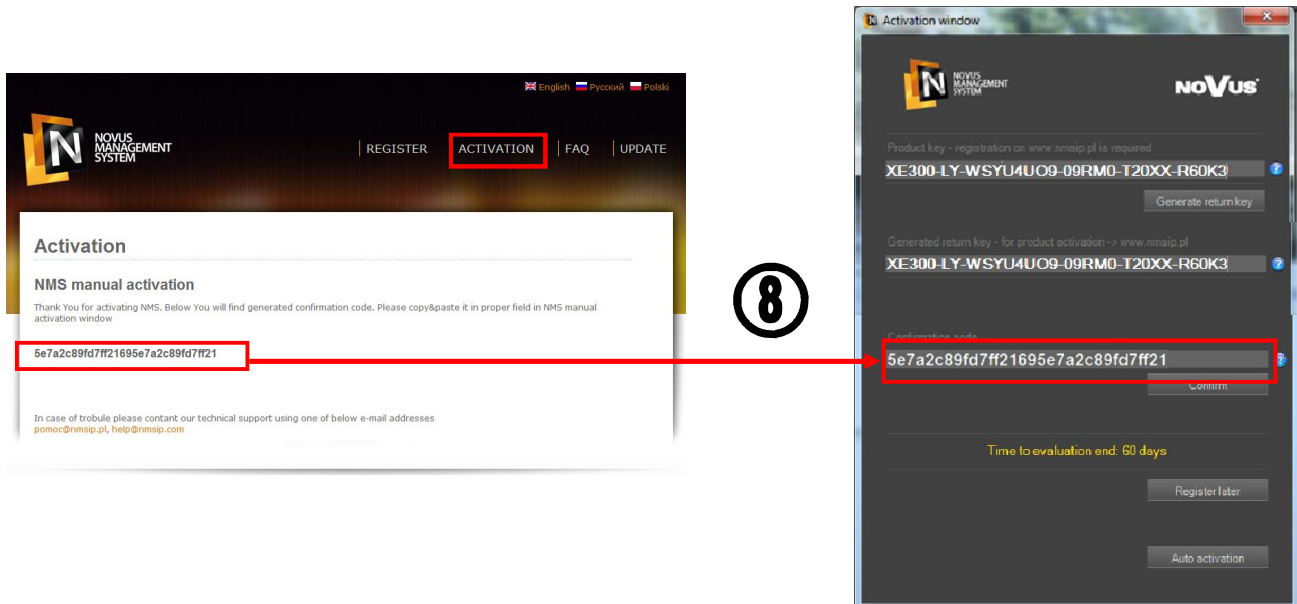 English Русский Polski
NOVUS
MANAGEMENT
SYSTEM
REGISTER ACTIVATION FAQ UPDATE
Activation
NMS manual activation
Thank You for activating NMS. Below You will find generated confirmation code. Please copy&paste it in proper field in NMS manual
activation window
5e7a2c89fd7ff21695e7a2c89fd7ff21
In case of trobule please contant our technical support using one of below e-mail addresses
pomoc@nmsip.pl, help@nmsip.com
8
Activation window
N
NOVUS
MANAGEMENT
SYSTEM
NOVUS
Product key - registration on www.nmsip.pl is required
XE300-ILY-WSYU4UO9-09RM0-T20XX-R60K3
Generate return key
Generated return key - for product activation -> www.nmsip.pl
XE300-ILY-WSYU4UO9-09RM0-T20XX-R60K3
Confirmation code
5e7a2c89fd7ff21695e7a2c89fd7ff21
Confirm
Time to evaluation end: 60 days
Register later
Auto activation